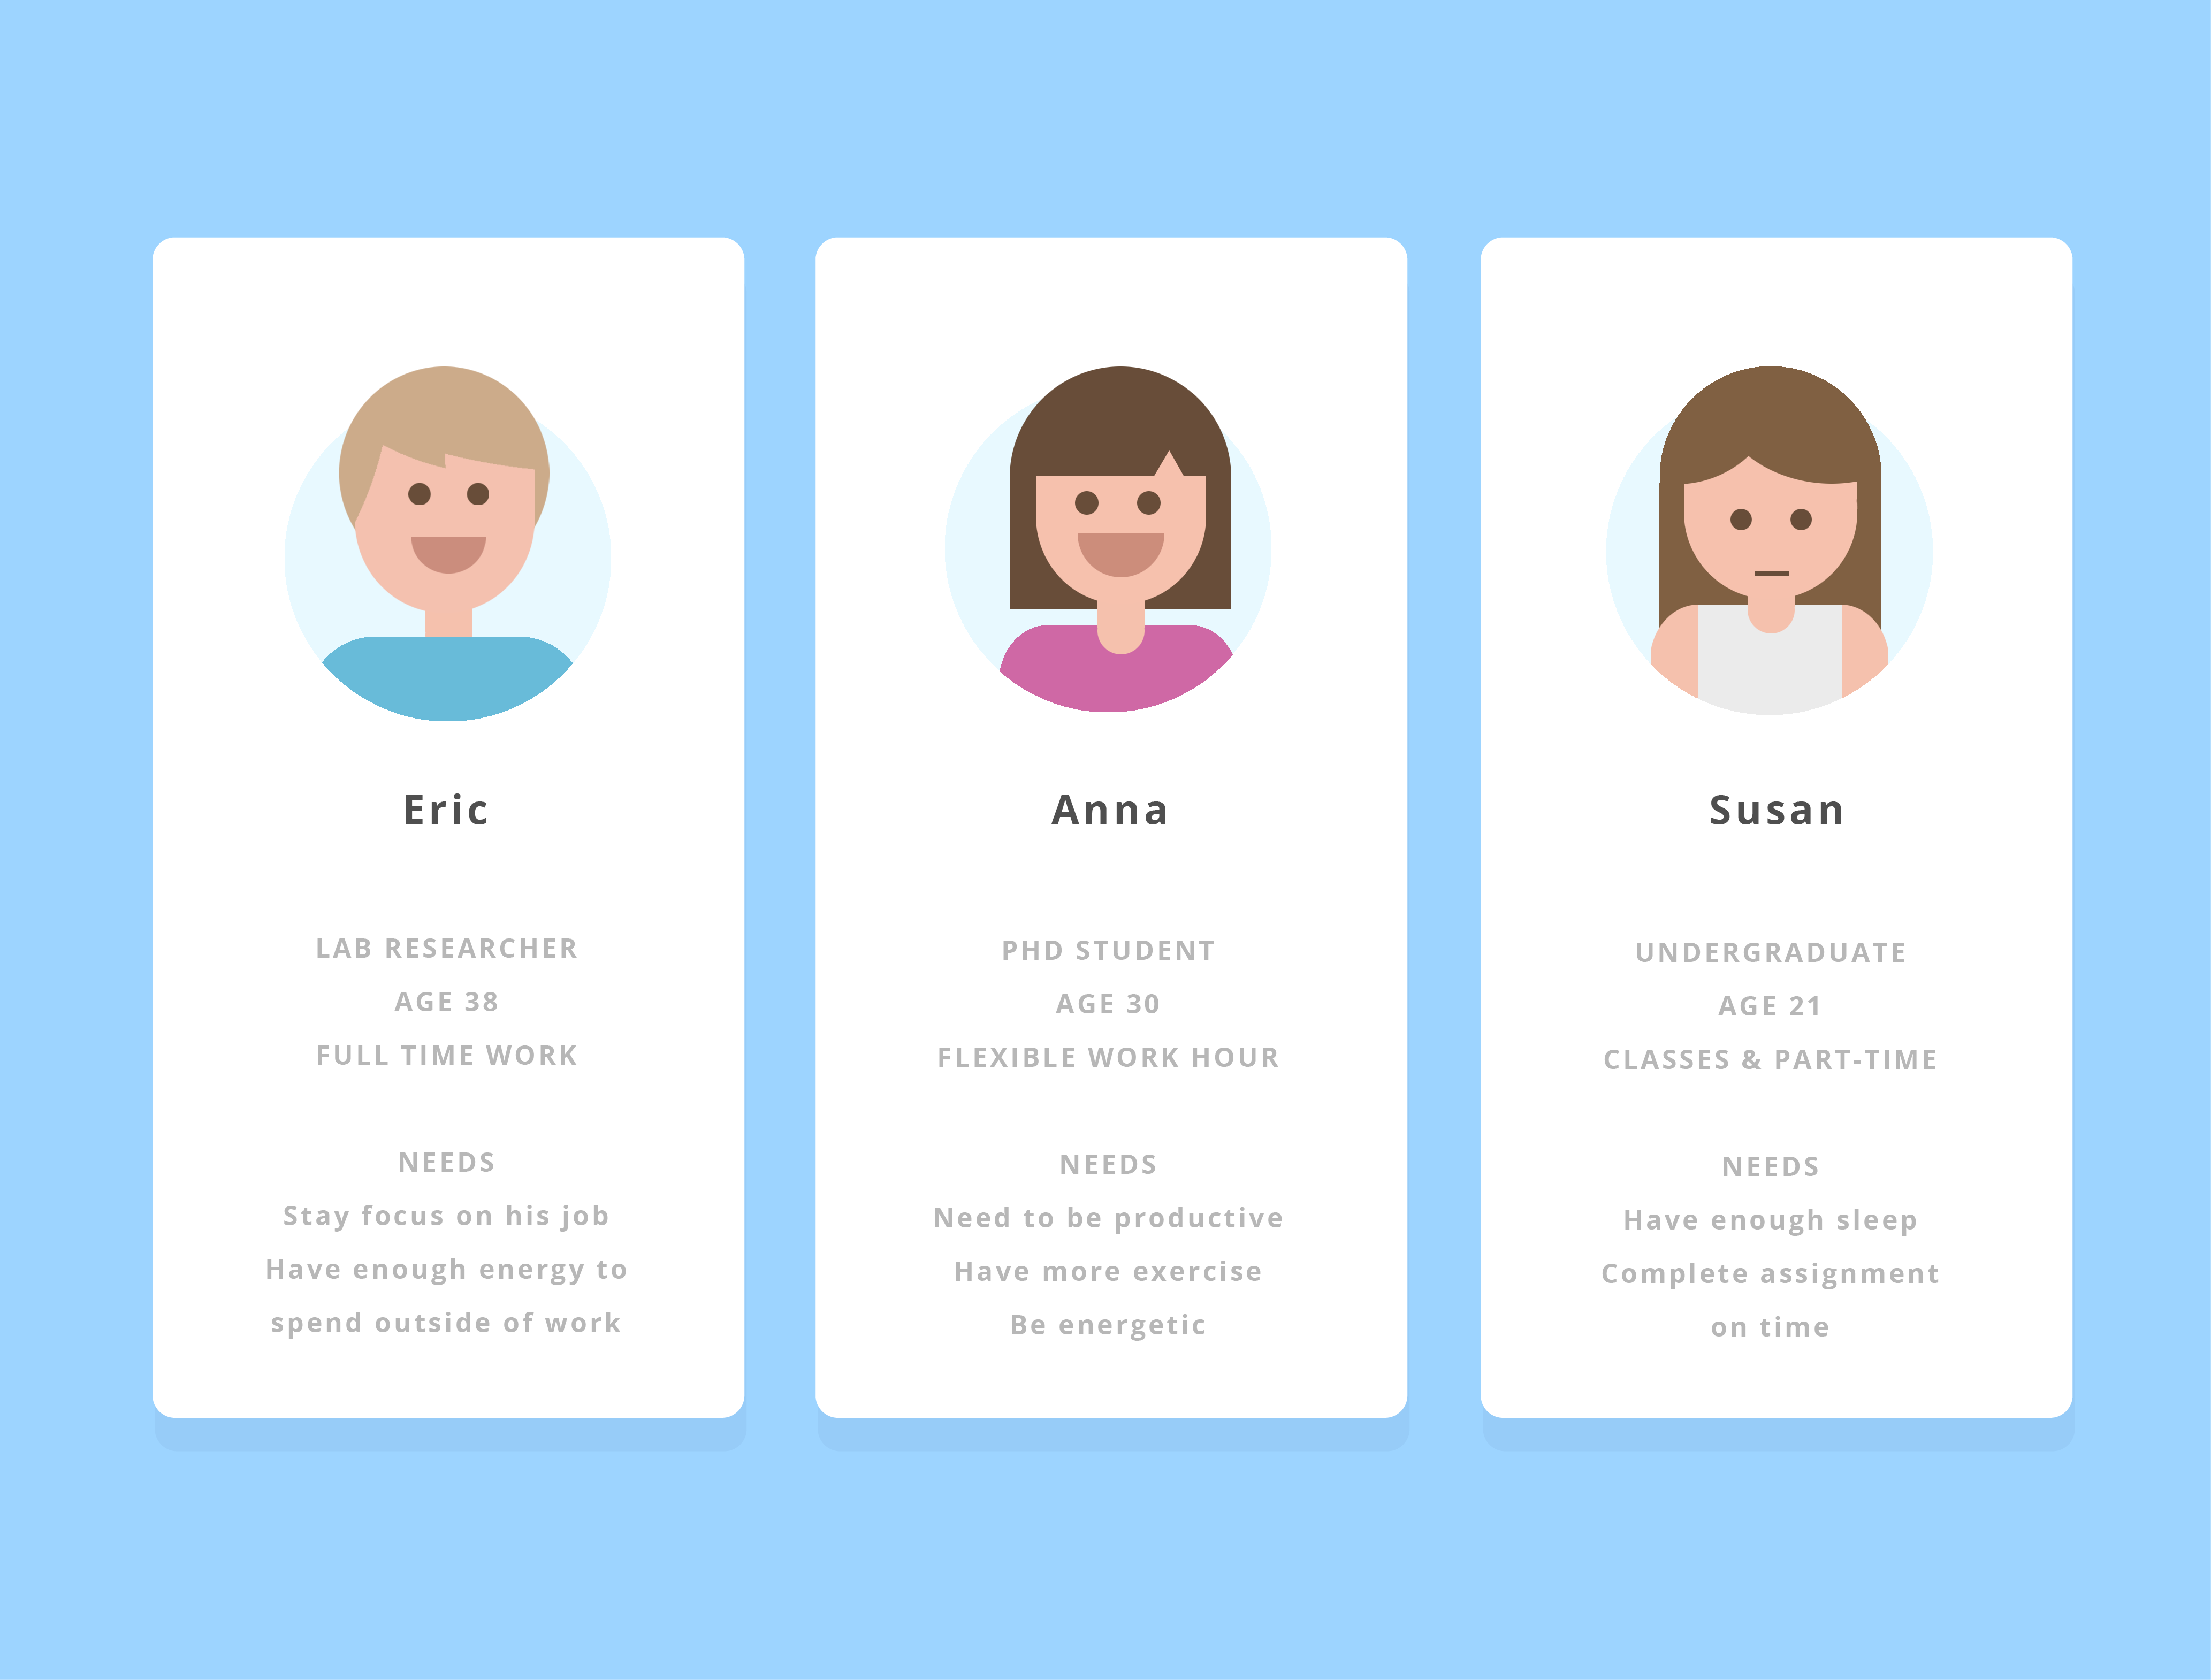 Eric
LAB RESEARCHER
AGE 38
FULL TIME WORK
NEEDS
Stay focus on his job
Have enough energy to
spend outside of work
Anna
PHD STUDENT
AGE 30
FLEXIBLE WORK HOUR
NEEDS
Need to be productive
Have more exercise
Be energetic
Susan
UNDERGRADUATE
AGE 21
CLASSES & PART-TIME
NEEDS
Have enough sleep
Complete assignment
on time